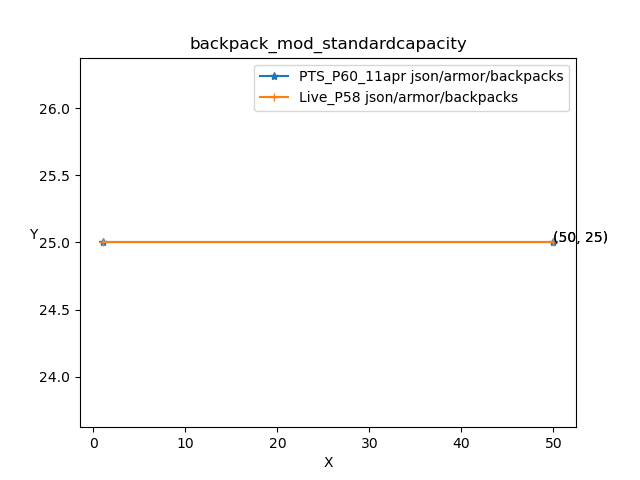 backpack_mod_standardcapacity
PTS_P60_11apr json/armor/backpacks
Live_P58 json/armor/backpacks
26.0
25.5
Y
25.0
(50, 25)
24.5
24.0
0 10 20 30 40 50
X